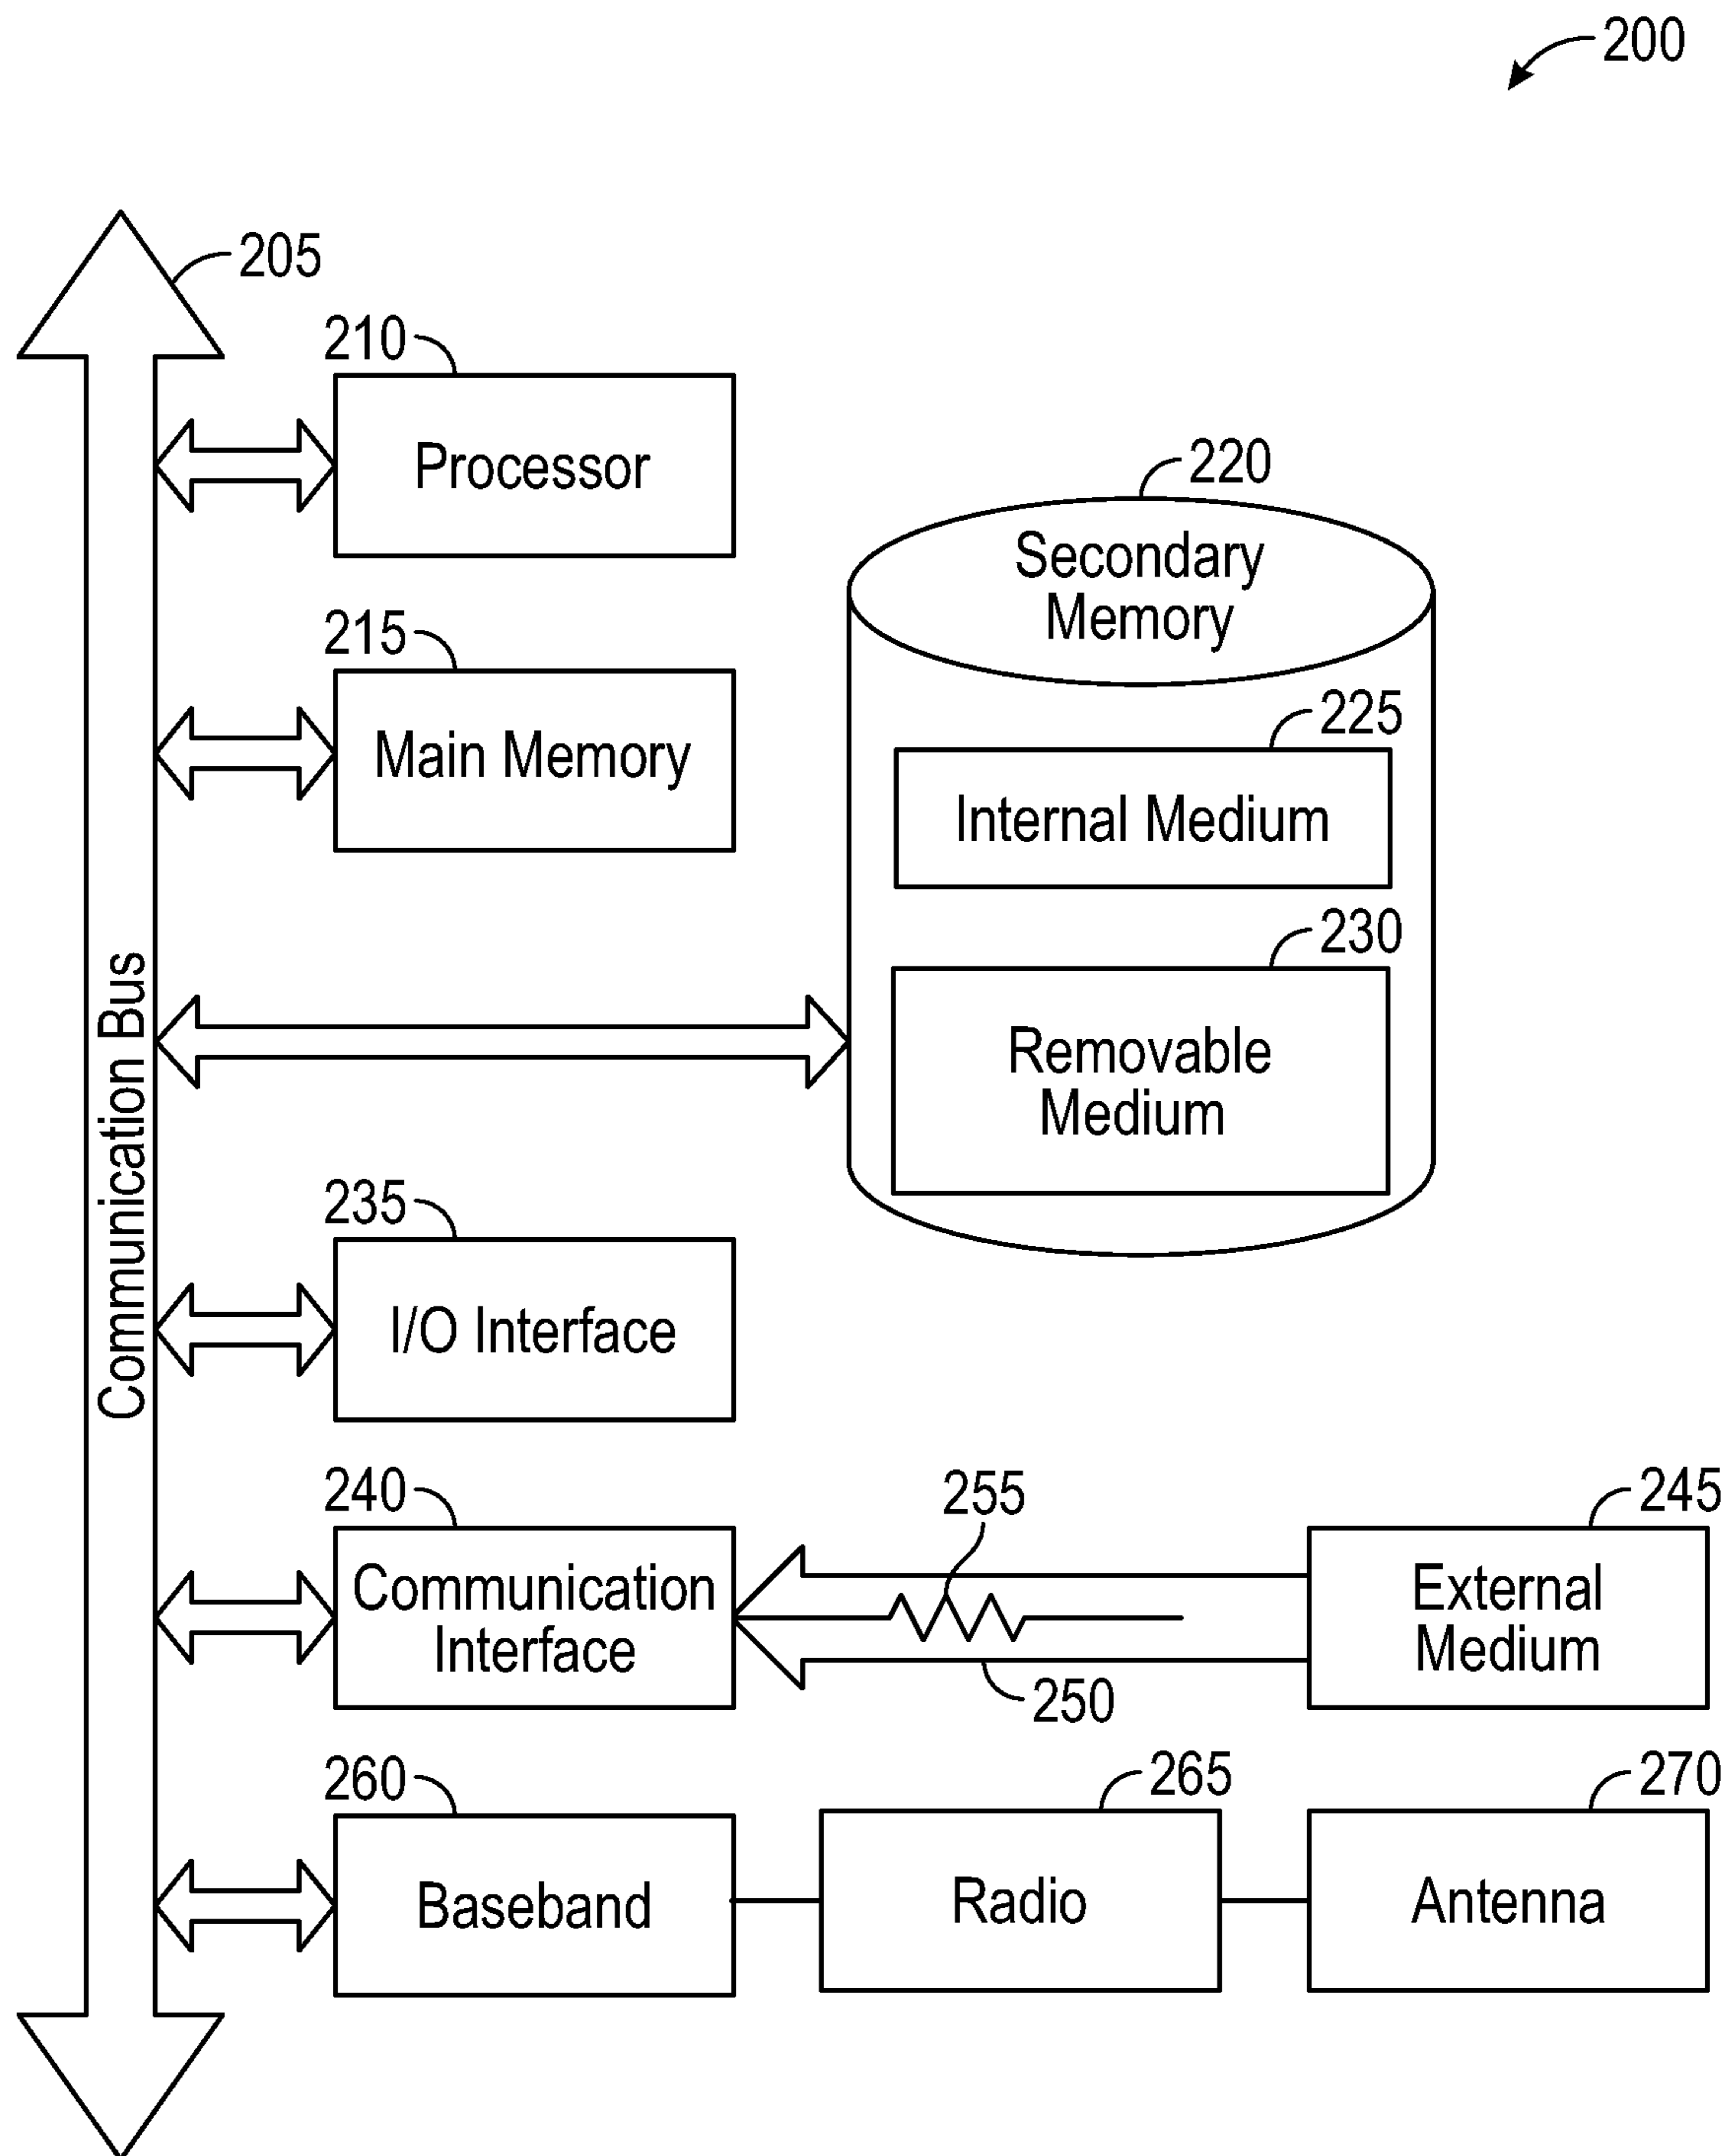 200
205
210
Processor
220
Secondary
Memory
215
Main Memory
225
Internal Medium
230
Removable
Medium
Communication Bus
235
I/O Interface
240
Communication
Interface
255
250
245
External
Medium
260
Baseband
265
Radio
270
Antenna